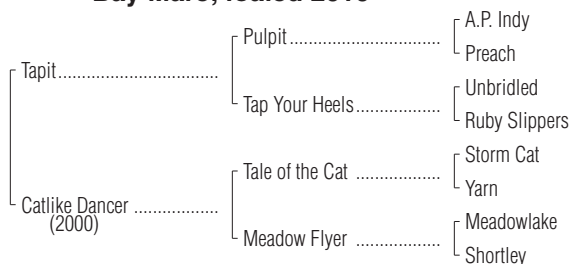 Bay Mare, foaled
A.P. Indy
Pulpit
Preach
Tapit
Unbridled
Tap Your Heels
Ruby Slippers
Storm Cat
Tale of the Cat
Yarn
Catlike Dancer
(2000)
Meadowlake
Meadow Flyer
Shortley